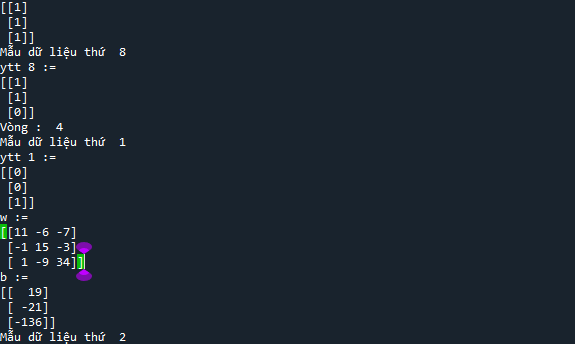 [[1]
 [1]
 [1]]
Mẫu dữ liệu thứ  8
ytt 8 :=
[[1]
 [1]
 [0]]
Vòng :  4
Mẫu dữ liệu thứ  1
ytt 1 :=
[[0]
 [0]
 [1]]
w :=
[[11 -6 -7]
 [-1 15 -3]
 [ 1 -9 34]]
b :=
[[  19]
 [ -21]
 [-136]]
Mẫu dữ liệu thứ  2